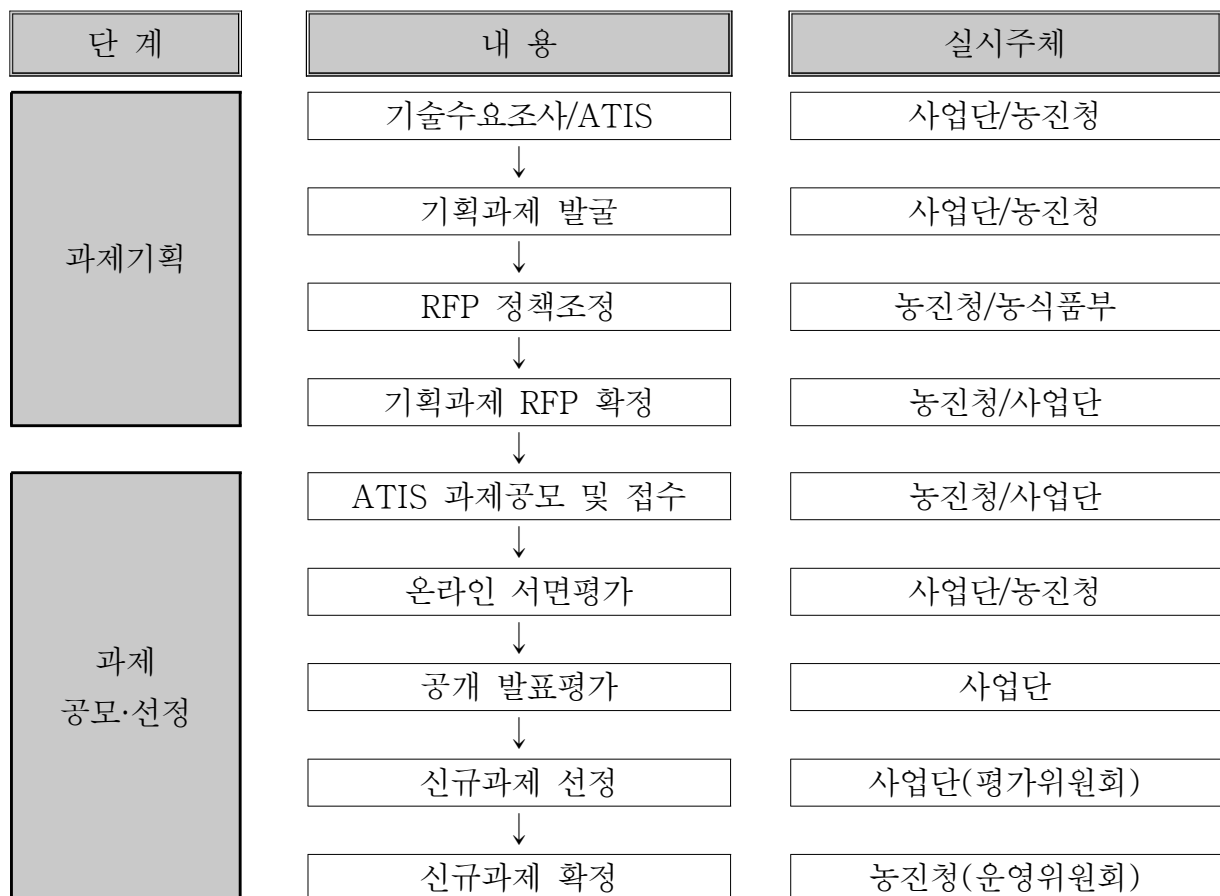 단 계
내 용
실시주체
과제기획
기술수요조사/ATIS
사업단/농진청
↓
기획과제 발굴
사업단/농진청
↓
RFP 정책조정
농진청/농식품부
↓
기획과제 RFP 확정
농진청/사업단
↓
과제
공모·선정
ATIS 과제공모 및 접수
농진청/사업단
↓
온라인 서면평가
사업단/농진청
↓
공개 발표평가
사업단
↓
신규과제 선정
사업단(평가위원회)
↓
신규과제 확정
농진청(운영위원회)